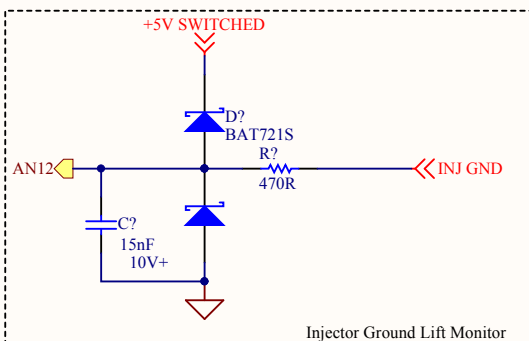 +5V SWITCHED
D?
BAT721S
R?
AN12
INJ GND
470R
C?
15nF
10V+
Injector Ground Lift Monitor